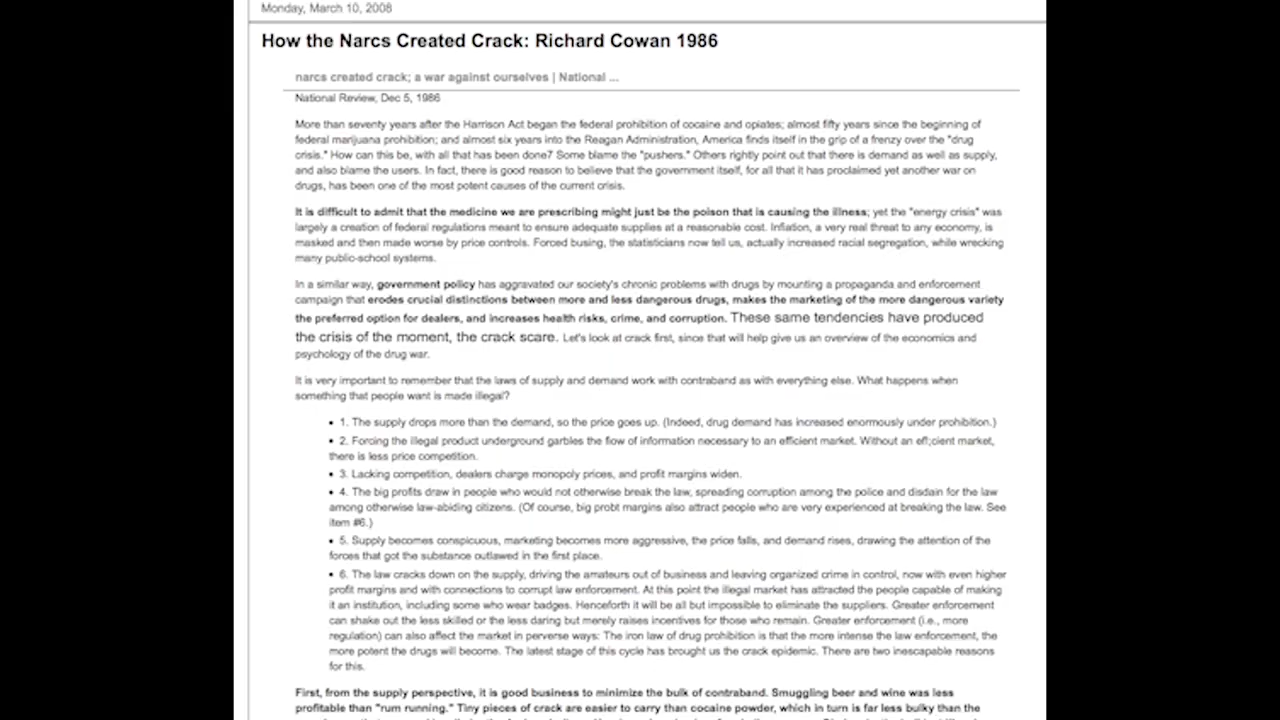 Monday, March 10, 2008
How the Narcs Created Crack: Richard Cowan 1986
narcs created crack; a war against ourselves | National ...
National Review, Dec 5, 1986
More than seventy years after the Harrison Act began the federal prohibition of cocaine and opiates; almost fifty years since the beginning of
federal marijuana prohibition; and almost six years into the Reagan Administration, America finds itself in the grip of a frenzy over the "drug
crisis." How can this be, with all that has been done? Some blame the "pushers." Others rightly point out that there is demand as well as supply,
and also blame the users. In fact, there is good reason to believe that the government itself, for all that it has proclaimed yet another war on
drugs, has been one of the most potent causes of the current crisis.
It is difficult to admit that the medicine we are prescribing might just be the poison that is causing the illness; yet the "energy crisis" was
largely a creation of federal regulations meant to ensure adequate supplies at a reasonable cost. Inflation, a very real threat to any economy, is
masked and then made worse by price controls. Forced busing, the statisticians now tell us, actually increased racial segregation, while wrecking
many public-school systems.
In a similar way, government policy has aggravated our society's chronic problems with drugs by mounting a propaganda and enforcement
campaign that erodes crucial distinctions between more and less dangerous drugs, makes the marketing of the more dangerous variety
the preferred option for dealers, and increases health risks, crime, and corruption. These same tendencies have produced
the crisis of the moment, the crack scare. Let's look at crack first, since that will help give us an overview of the economics and
psychology of the drug war.
It is very important to remember that the laws of supply and demand work with contraband as with everything else. What happens when
something that people want is made illegal?
• 1. The supply drops more than the demand, so the price goes up. (Indeed, drug demand has increased enormously under prohibition.)
• 2. Forcing the illegal product underground garbles the flow of information necessary to an efficient market. Without an efl;cient market,
there is less price competition.
• 3. Lacking competition, dealers charge monopoly prices, and profit margins widen.
• 4. The big profits draw in people who would not otherwise break the law, spreading corruption among the police and disdain for the law
among otherwise law-abiding citizens. (Of course, big probt margins also attract people who are very experienced at breaking the law. See
item #6.)
• 5. Supply becomes conspicuous, marketing becomes more aggressive, the price falls, and demand rises, drawing the attention of the
forces that got the substance outlawed in the first place.
• 6. The law cracks down on the supply, driving the amateurs out of business and leaving organized crime in control, now with even higher
profit margins and with connections to corrupt law enforcement. At this point the illegal market has attracted the people capable of making
it an institution, including some who wear badges. Henceforth it will be all but impossible to eliminate the suppliers. Greater enforcement
can shake out the less skilled or the less daring but merely raises incentives for those who remain. Greater enforcement (i.e., more
regulation) can also affect the market in perverse ways: The iron law of drug prohibition is that the more intense the law enforcement, the
more potent the drugs will become. The latest stage of this cycle has brought us the crack epidemic. There are two inescapable reasons
for this.
First, from the supply perspective, it is good business to minimize the bulk of contraband. Smuggling beer and wine was less
profitable than "rum running." Tiny pieces of crack are easier to carry than cocaine powder, which in turn is far less bulky than the